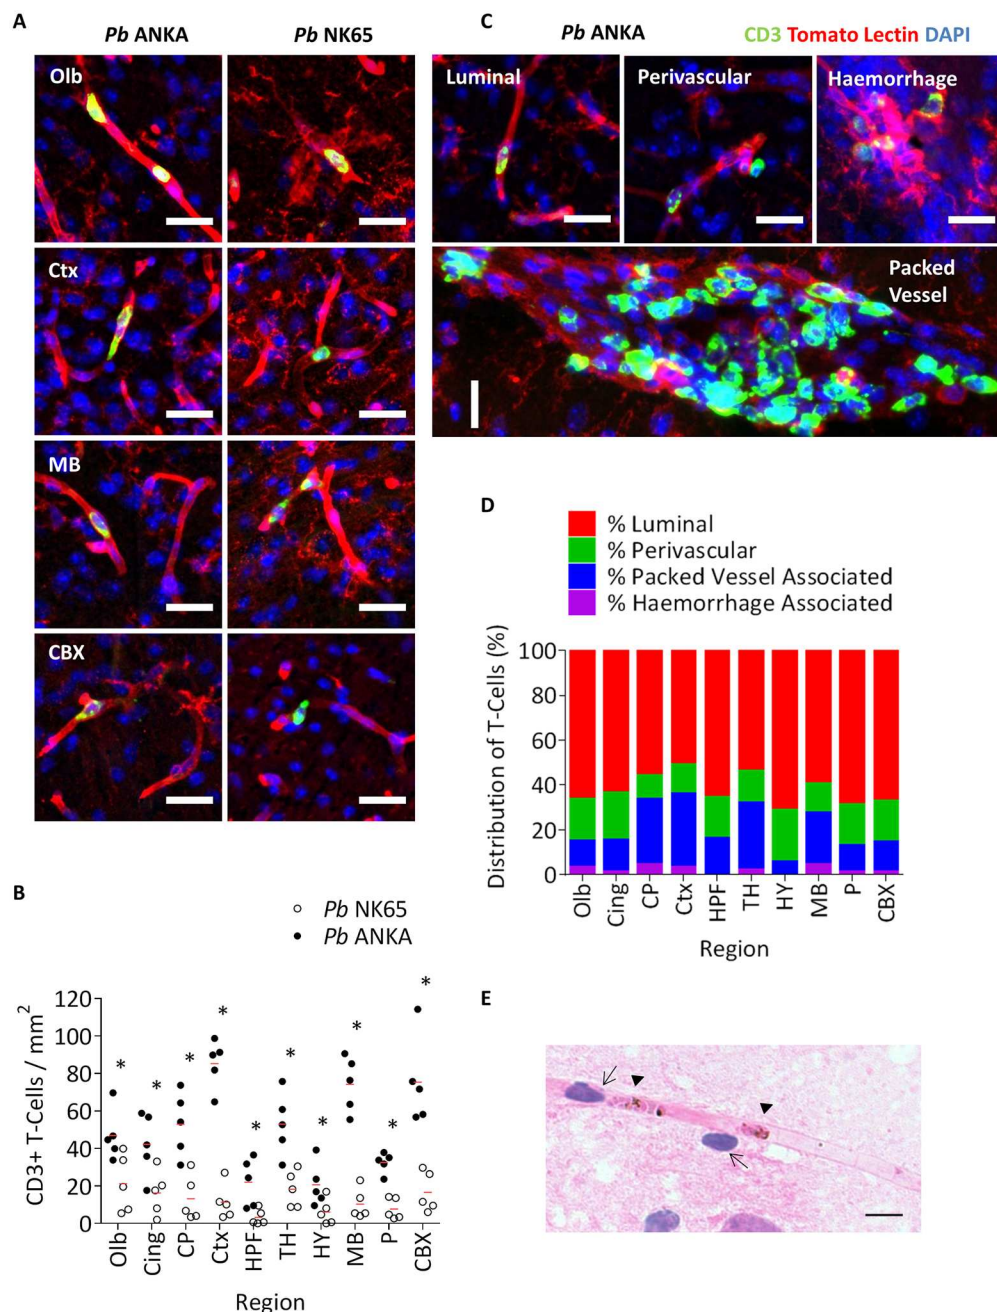 A
Pb ANKA
Pb NK65
Olb
Ctx
MB
CBX
C
Pb ANKA
CD3 Tomato Lectin DAPI
Luminal
Perivascular
Haemorrhage
Packed
Vessel
D
% Luminal
% Perivascular
% Packed Vessel Associated
% Haemorrhage Associated
Distribution of T-Cells (%)
100
80
60
40
20
0
Olb
Cing
CP
Ctx
HPF
TH
HY
MB
P
CBX
Region
B
Pb NK65
Pb ANKA
CD3+ T-Cells / mm²
120
100
80
60
40
20
0
* * * * * * * * * *
Olb
Cing
CP
Ctx
HPF
TH
HY
MB
P
CBX
Region
E